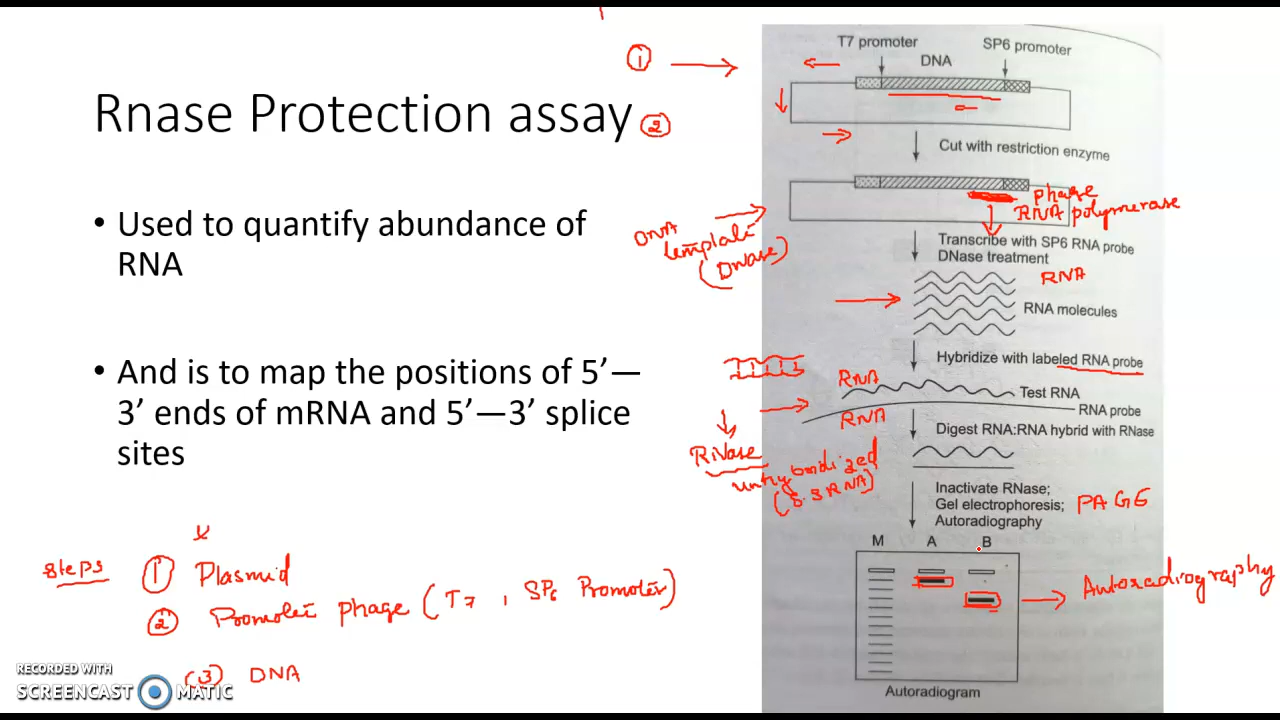 Rnase Protection assay
• Used to quantify abundance of
RNA
• And is to map the positions of 5’—
3’ ends of mRNA and 5’—3’ splice
sites
steps
1 Plasmid
2 Promoter phage (T7, SP6 Promoter)
(3) DNA
RECORDED WITH
SCREENCAST MATIC
1
2
T7 promoter
SP6 promoter
DNA
Cut with restriction enzyme
phage
RNA polymerase
DNA
template
(DNase)
Transcribe with SP6 RNA probe
DNase treatment
RNA
RNA molecules
Hybridize with labeled RNA probe
RNA
Test RNA
RNA probe
RNA
Digest RNA:RNA hybrid with RNase
RNase
unhybridized
(S.SRNA)
Inactivate RNase;
Gel electrophoresis;
Autoradiography
PAGE
M A B
Autoradiography
Autoradiogram